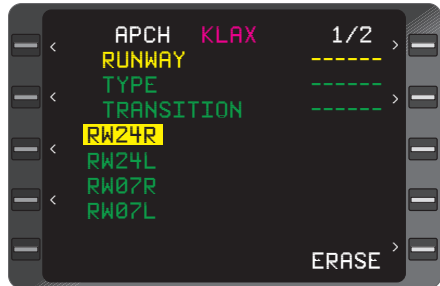 APCH KLAX 1/2
RUNWAY ------
TYPE ------
TRANSITION ------
RW24R
RW24L
RW07R
RW07L
ERASE